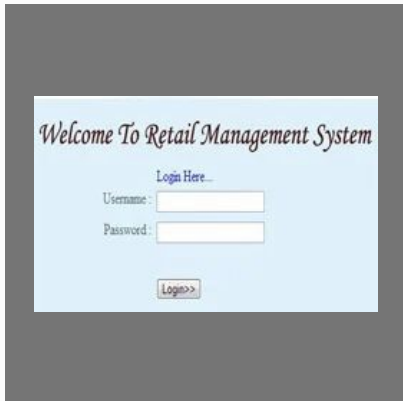 Welcome To Retail Management System
Login Here...
Username :
Password :
Login>>